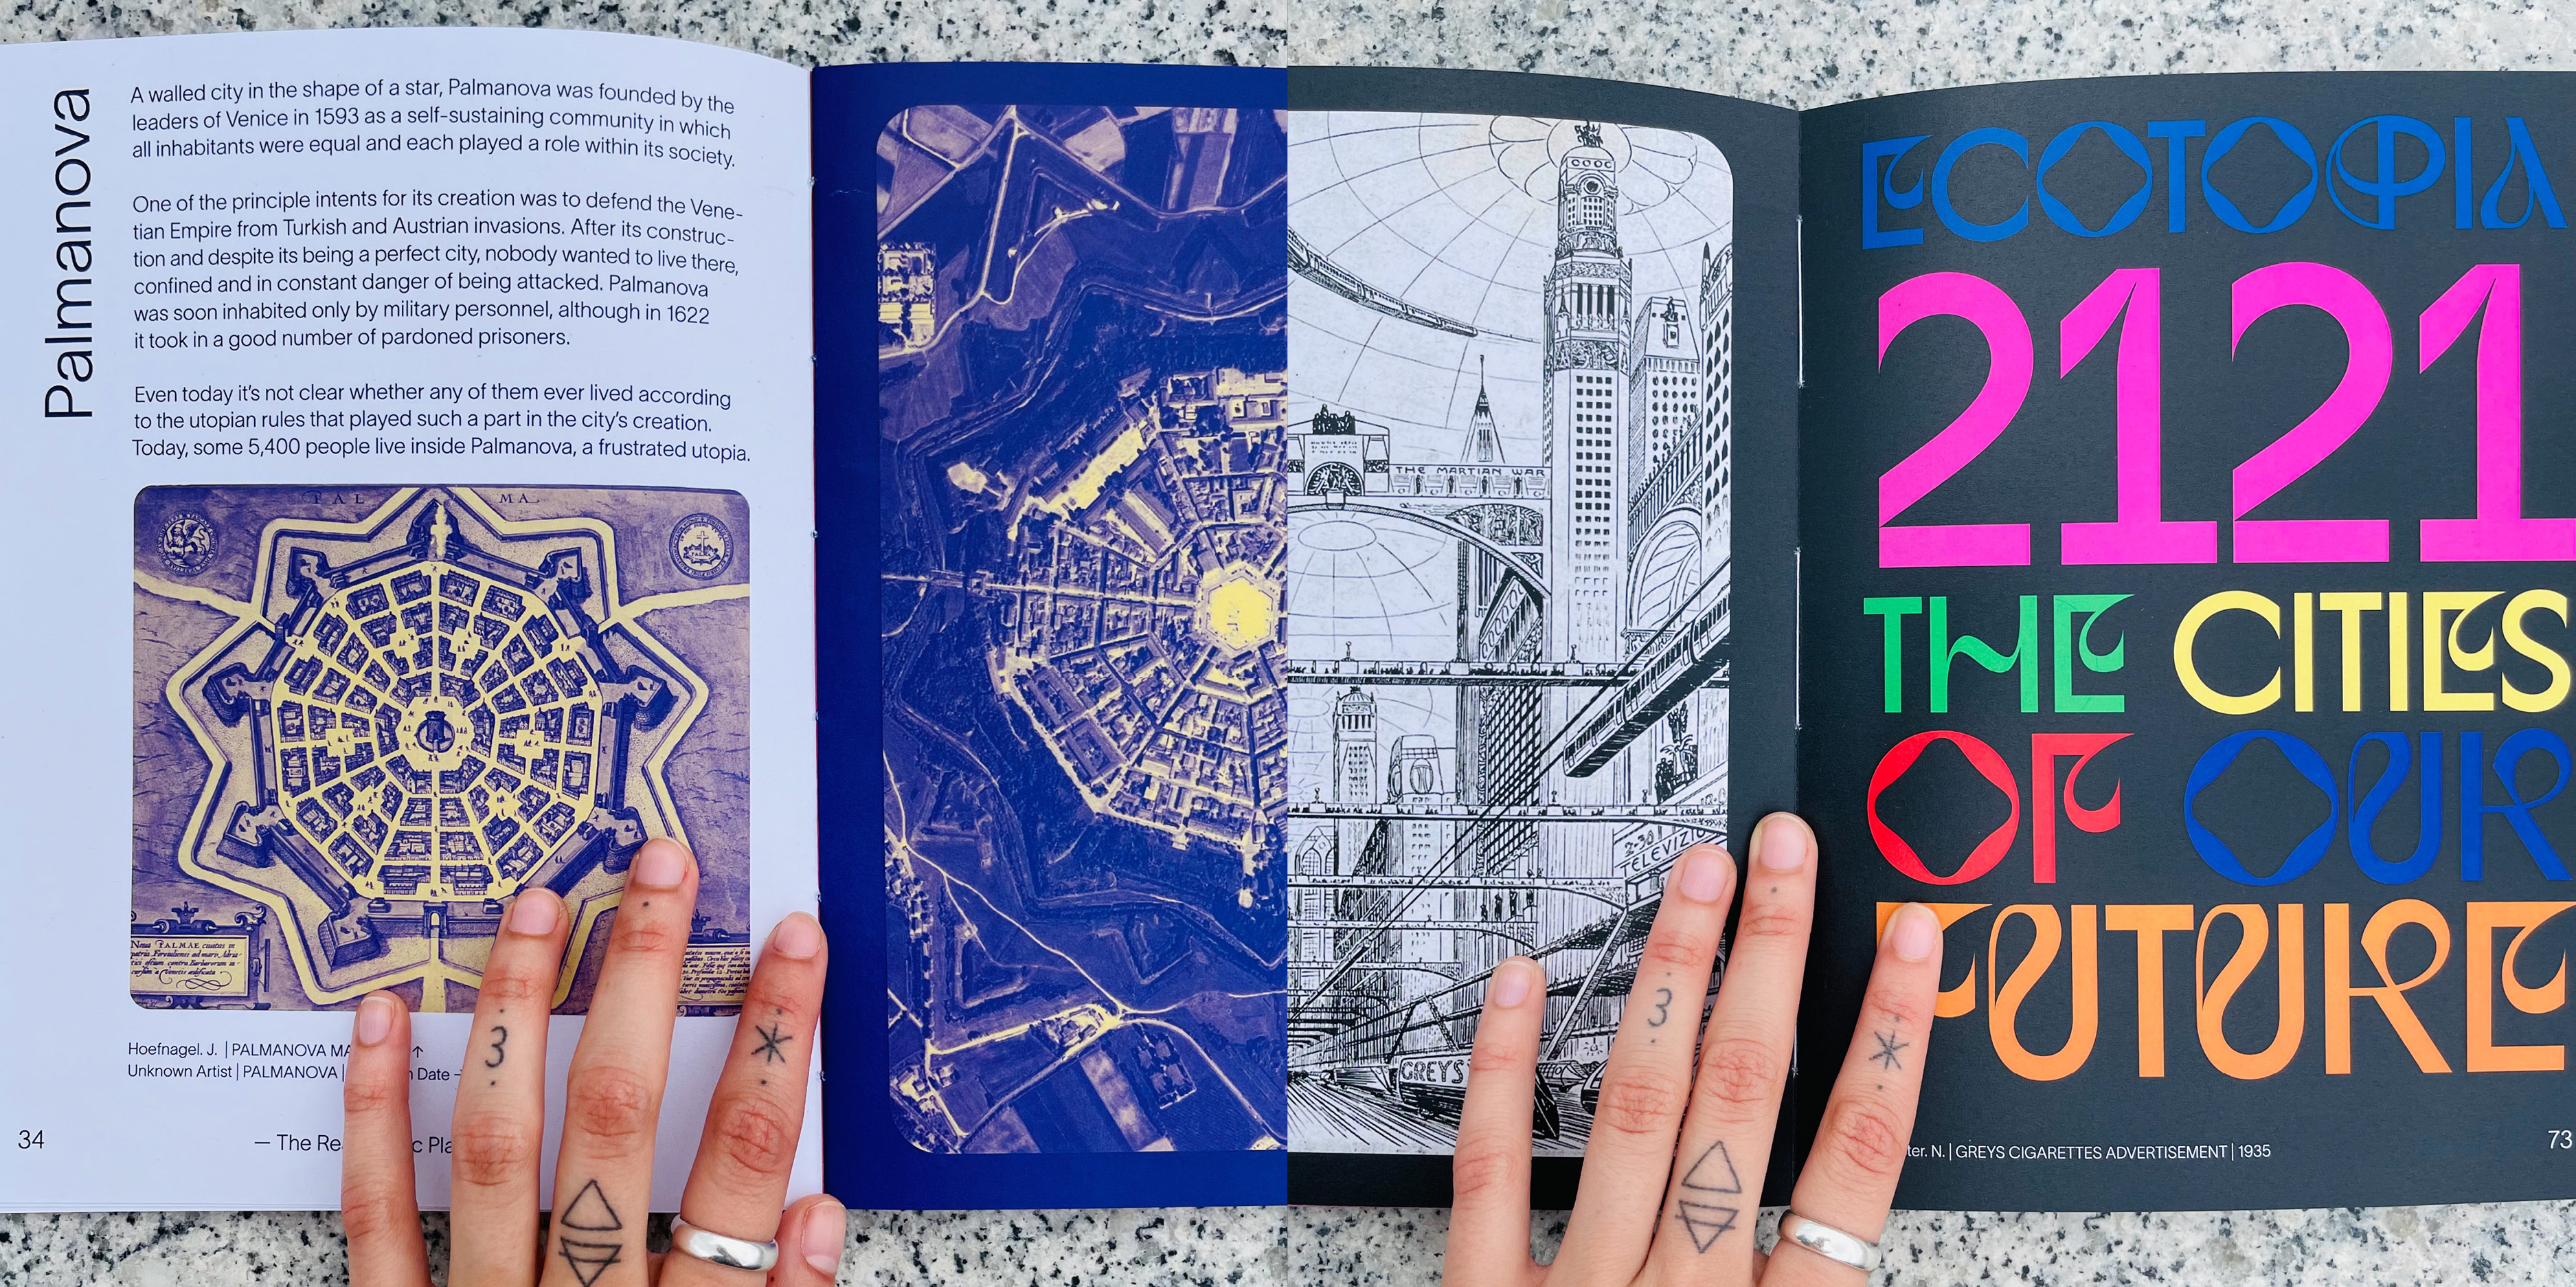 Palmanova
A walled city in the shape of a star, Palmanova was founded by the
leaders of Venice in 1593 as a self-sustaining community in which
all inhabitants were equal and each played a role within its society.
One of the principle intents for its creation was to defend the Vene-
tian Empire from Turkish and Austrian invasions. After its construc-
tion and despite its being a perfect city, nobody wanted to live there,
confined and in constant danger of being attacked. Palmanova
was soon inhabited only by military personnel, although in 1622
it took in a good number of pardoned prisoners.
Even today it's not clear whether any of them ever lived according
to the utopian rules that played such a part in the city's creation.
Today, some 5,400 people live inside Palmanova, a frustrated utopia.
PAL MA
Hoefnagel. J. | PALMANOVA ↑
Unknown Artist | PALMANOVA | Date
34
— The
THE MARTIAN WAR
2-30
GREYS
3
3
ECOTOPIA
2121
THE CITIES
OF OUR
FUTURE
N. | GREYS CIGARETTES ADVERTISEMENT | 1935
73